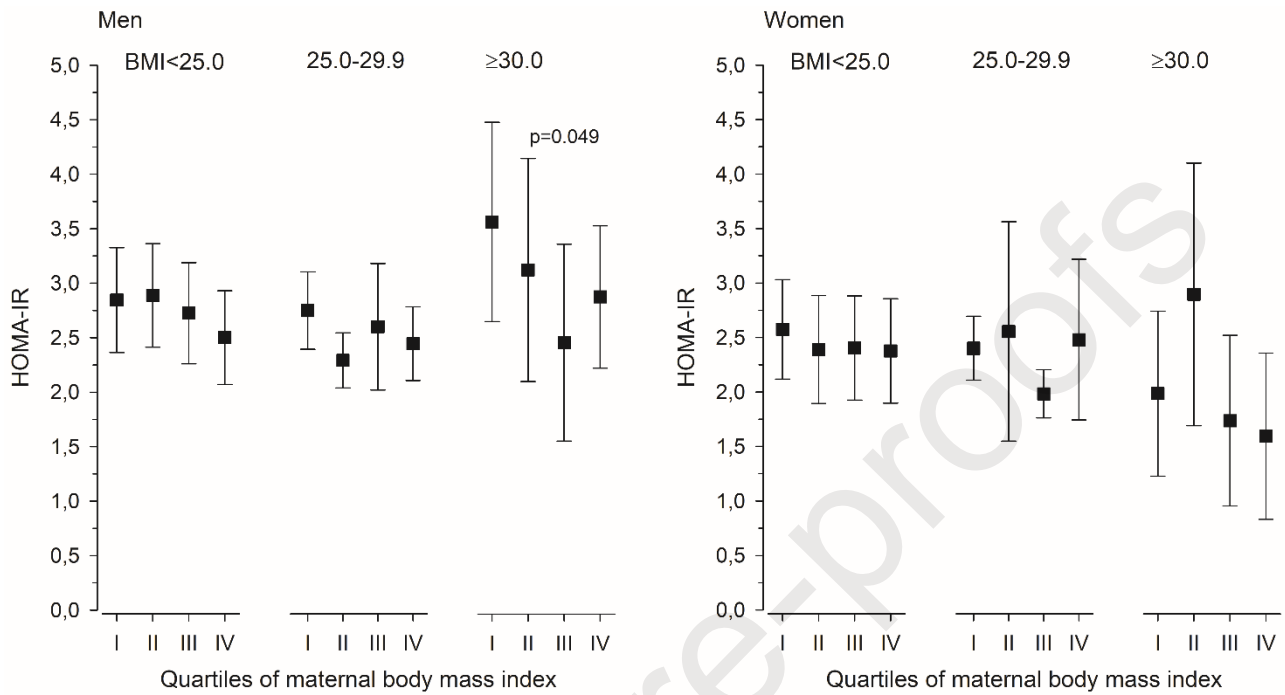 Men
BMI<25.0 25.0-29.9 ≥30.0
5,0
4,5
4,0
3,5
3,0
2,5
2,0
1,5
1,0
0,5
0,0
HOMA-IR
p=0.049
I II III IV I II III IV I II III IV
Quartiles of maternal body mass index
Women
BMI<25.0 25.0-29.9 ≥30.0
5,0
4,5
4,0
3,5
3,0
2,5
2,0
1,5
1,0
0,5
0,0
HOMA-IR
I II III IV I II III IV I II III IV
Quartiles of maternal body mass index
re-proofs